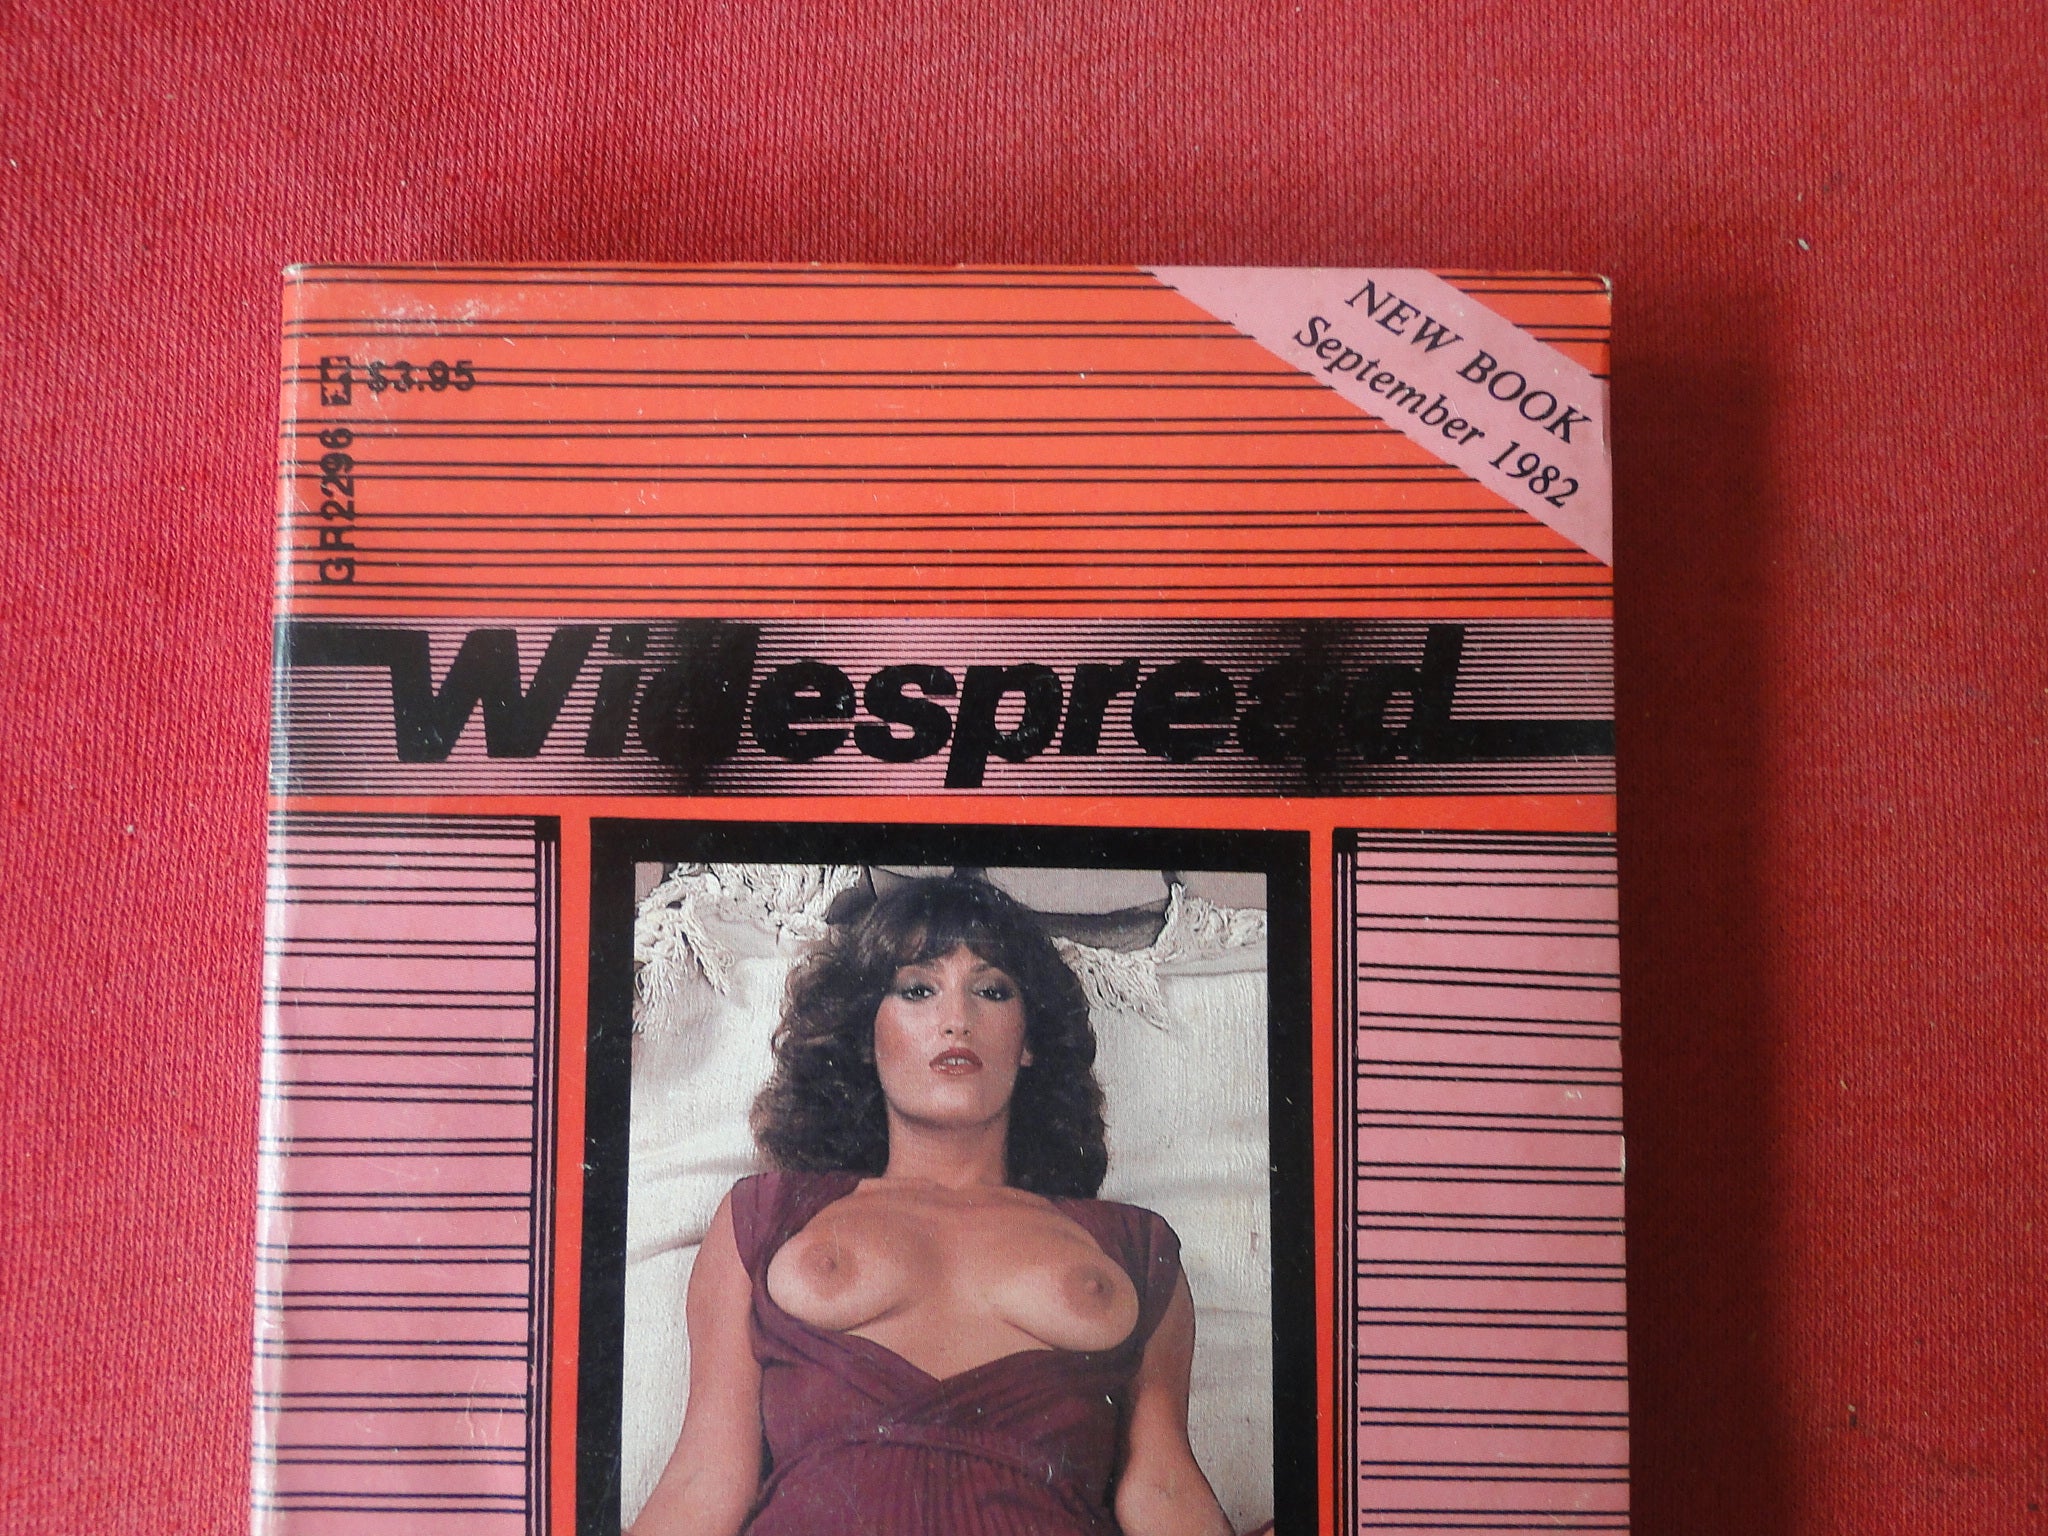 NEW BOOK
September 1982
$3.95
GR2296
Widespread